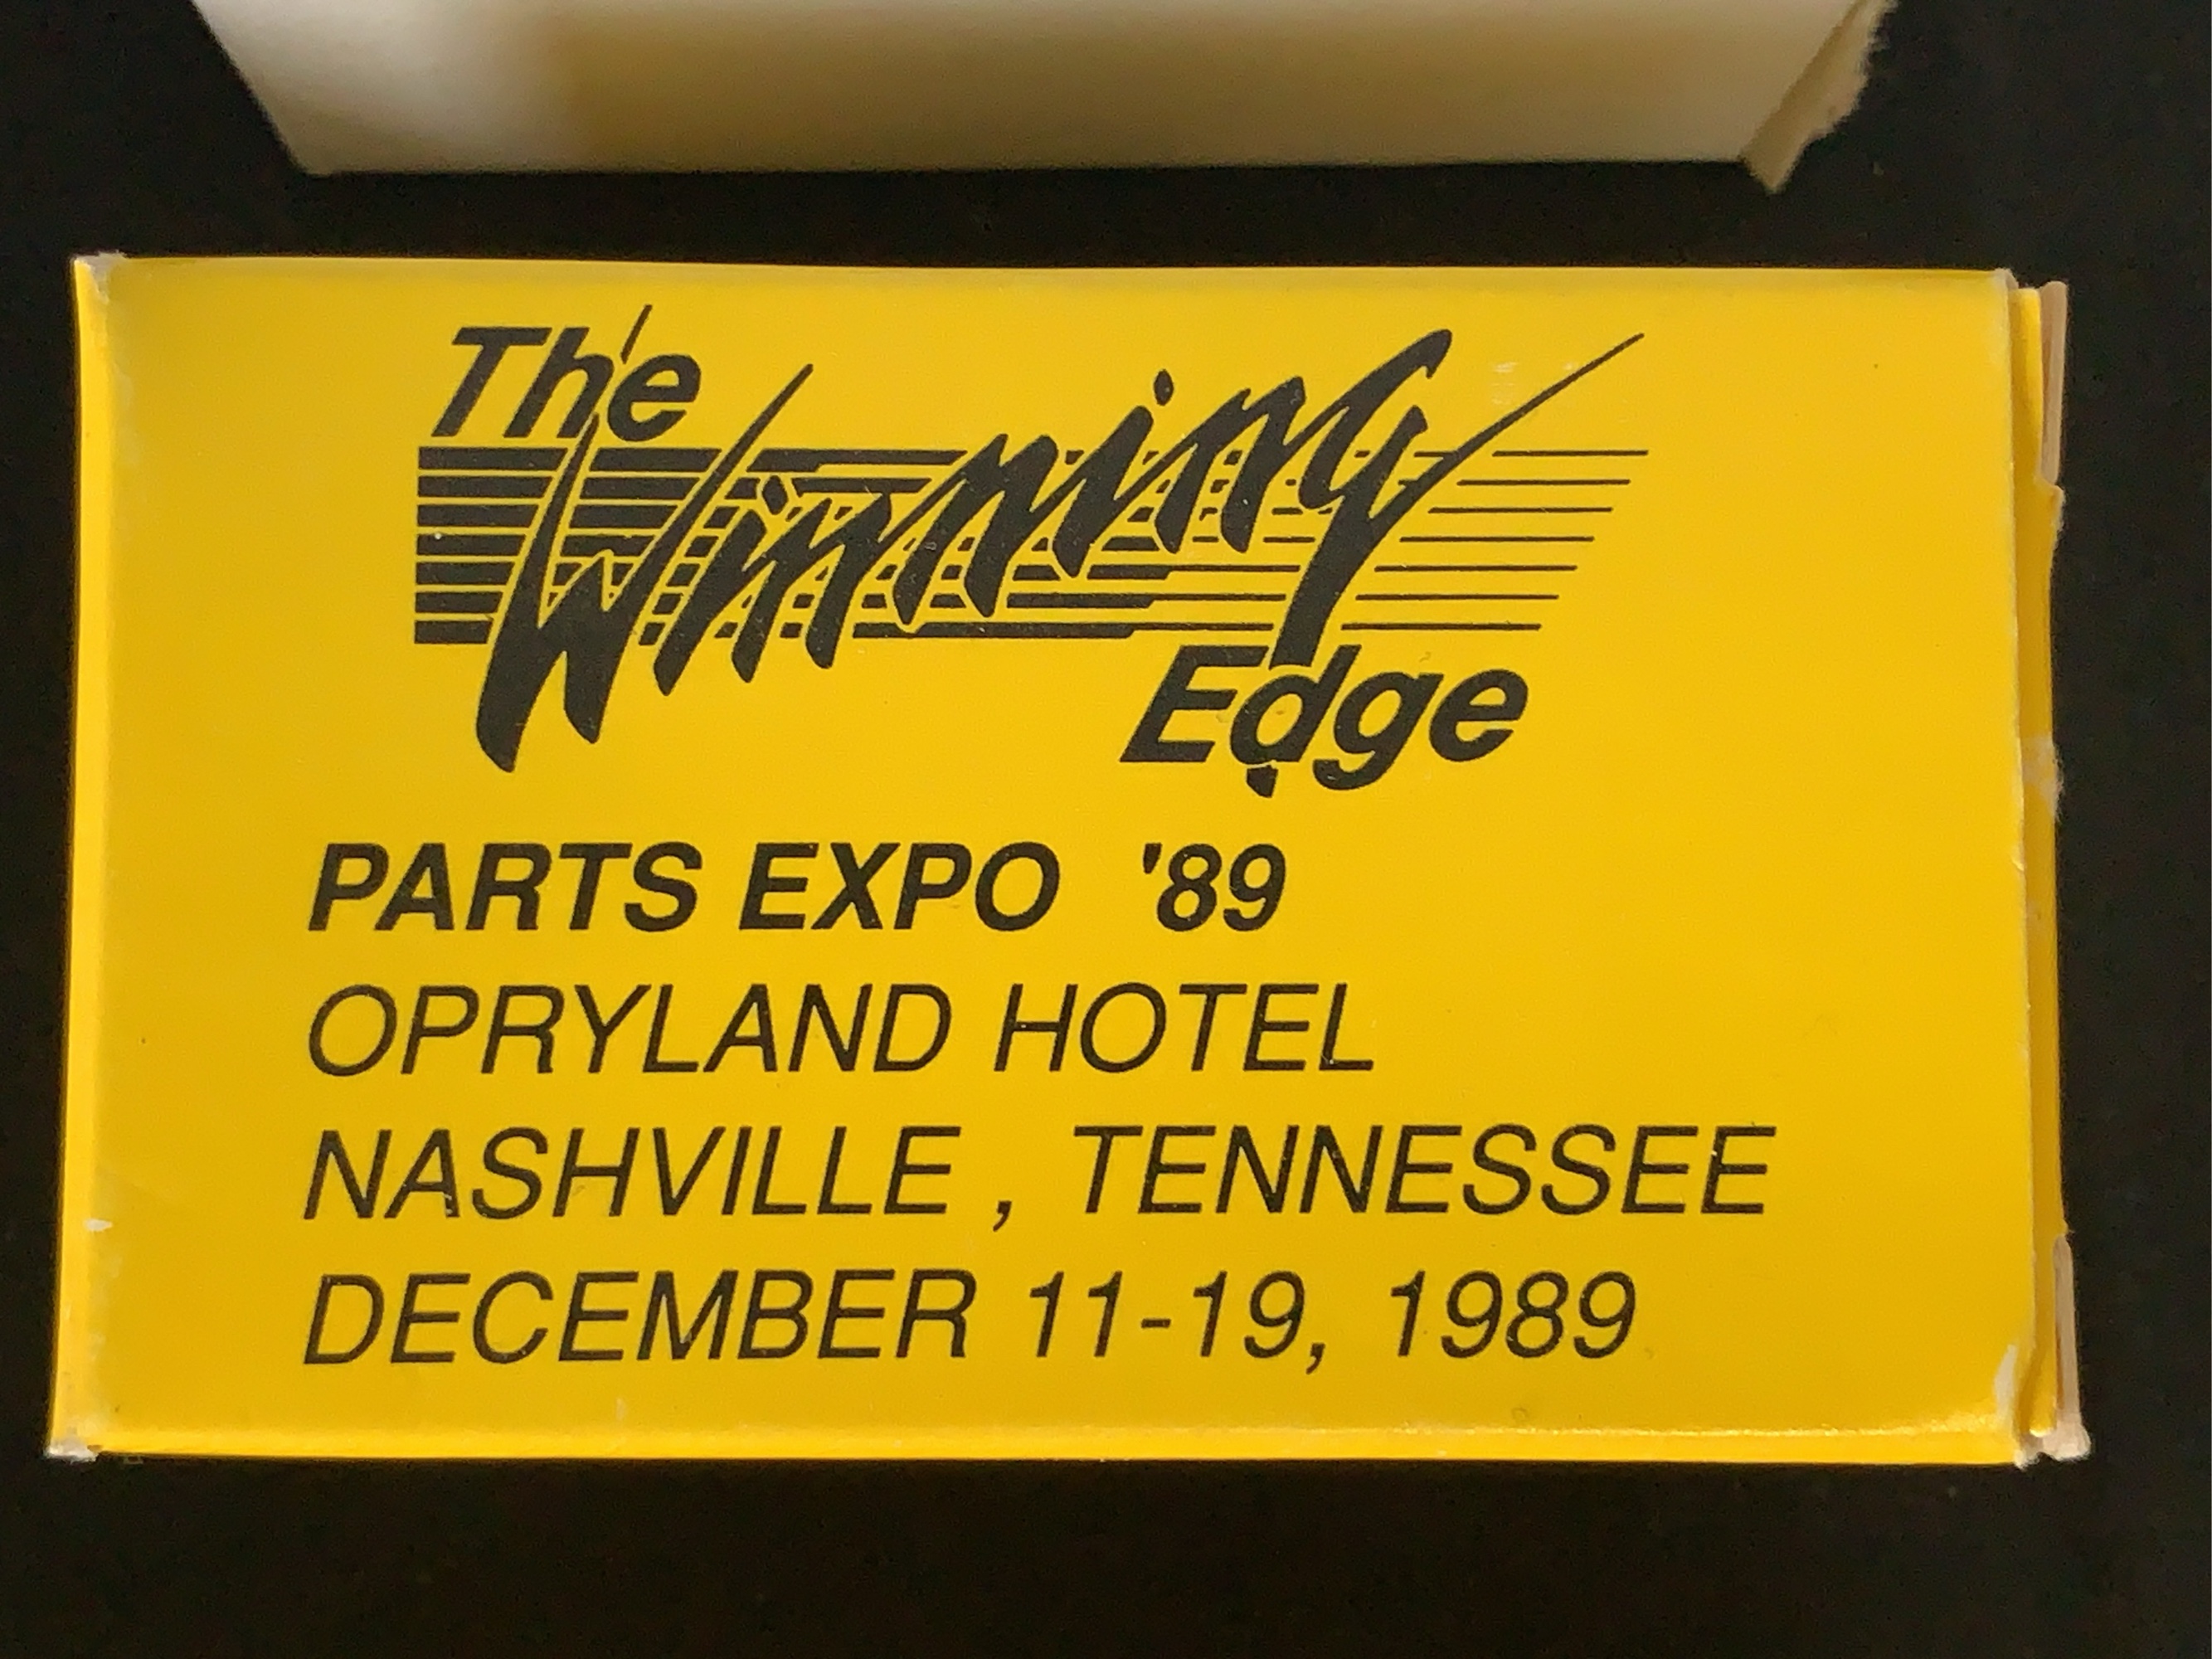 The
Winning
Edge
PARTS EXPO '89
OPRYLAND HOTEL
NASHVILLE , TENNESSEE
DECEMBER 11-19, 1989